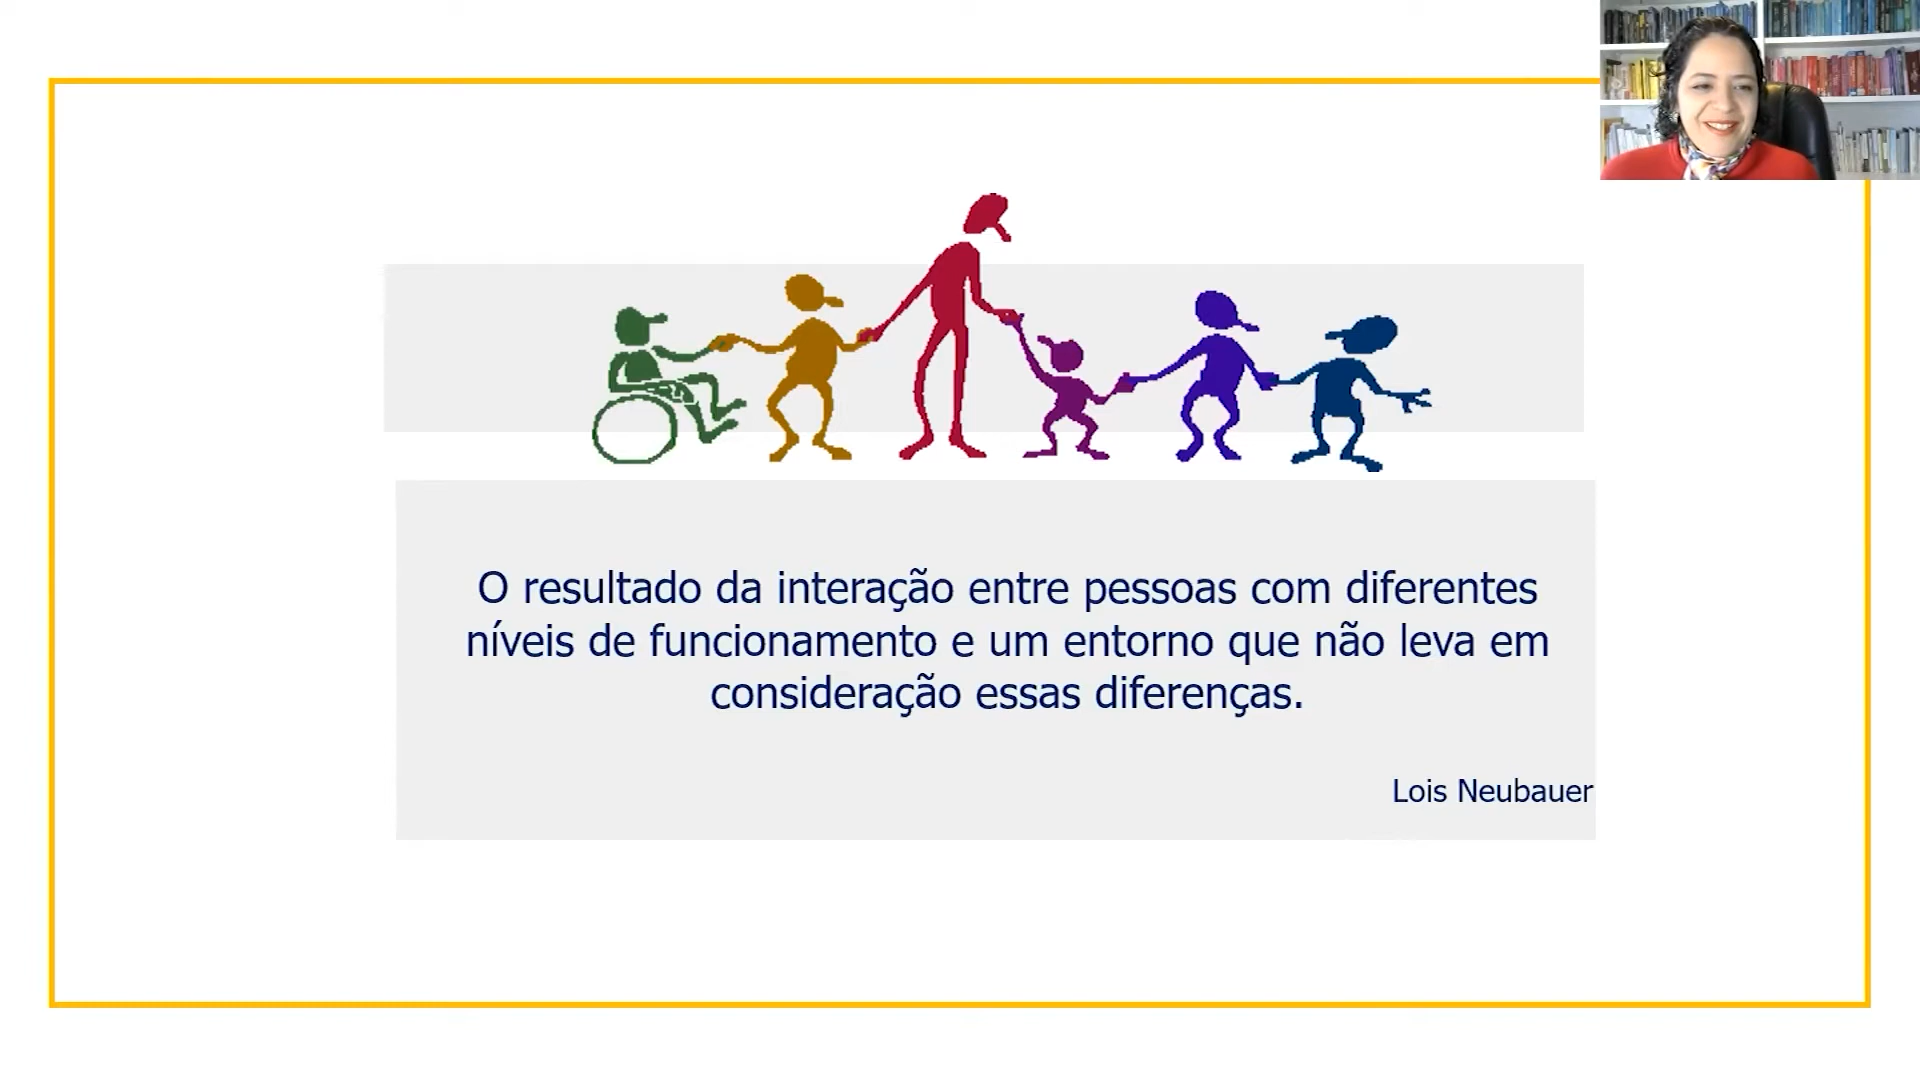 O resultado da interação entre pessoas com diferentes
níveis de funcionamento e um entorno que não leva em
consideração essas diferenças.
Lois Neubauer